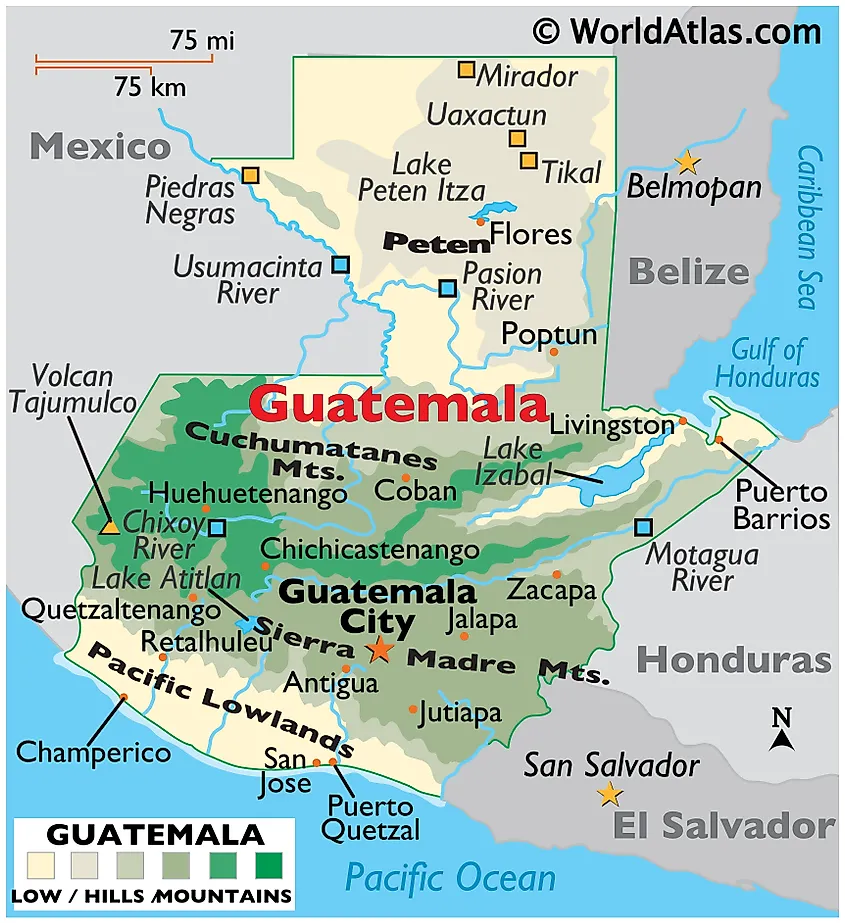 © WorldAtlas.com
75 mi
75 km
Mirador
Uaxactun
Mexico
Lake
Peten Itza
Tikal
Piedras
Negras
Belmopan
Caribbean Sea
Flores
Peten
Usumacinta
River
Pasion
River
Belize
Poptun
Gulf of
Honduras
Volcan
Tajumulco
Guatemala
Livingston
Cuchumatanes
Mts.
Lake
Izabal
Coban
Huehuetenango
Puerto
Barrios
Chixoy
River
Chichicastenango
Motagua
River
Lake Atitlan
Guatemala
City
Zacapa
Quetzaltenango
Jalapa
Retalhuleu
Sierra Madre Mts.
Honduras
Pacific Lowlands
Antigua
Jutiapa
N
Champerico
San
Jose
San Salvador
Puerto
Quetzal
El Salvador
GUATEMALA
LOW / HILLS /MOUNTAINS
Pacific Ocean